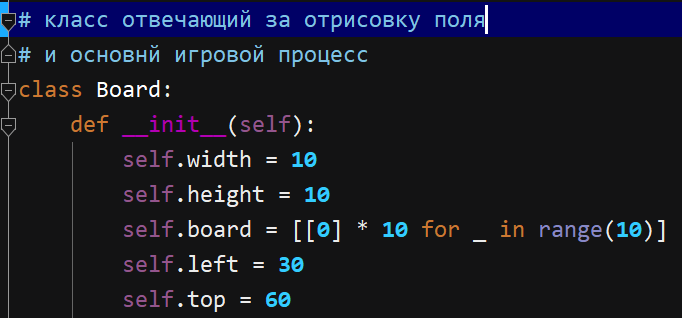 # класс отвечающий за отрисовку поля
# и основнй игровой процесс
class Board:
    def __init__(self):
        self.width = 10
        self.height = 10
        self.board = [[0] * 10 for _ in range(10)]
        self.left = 30
        self.top = 60